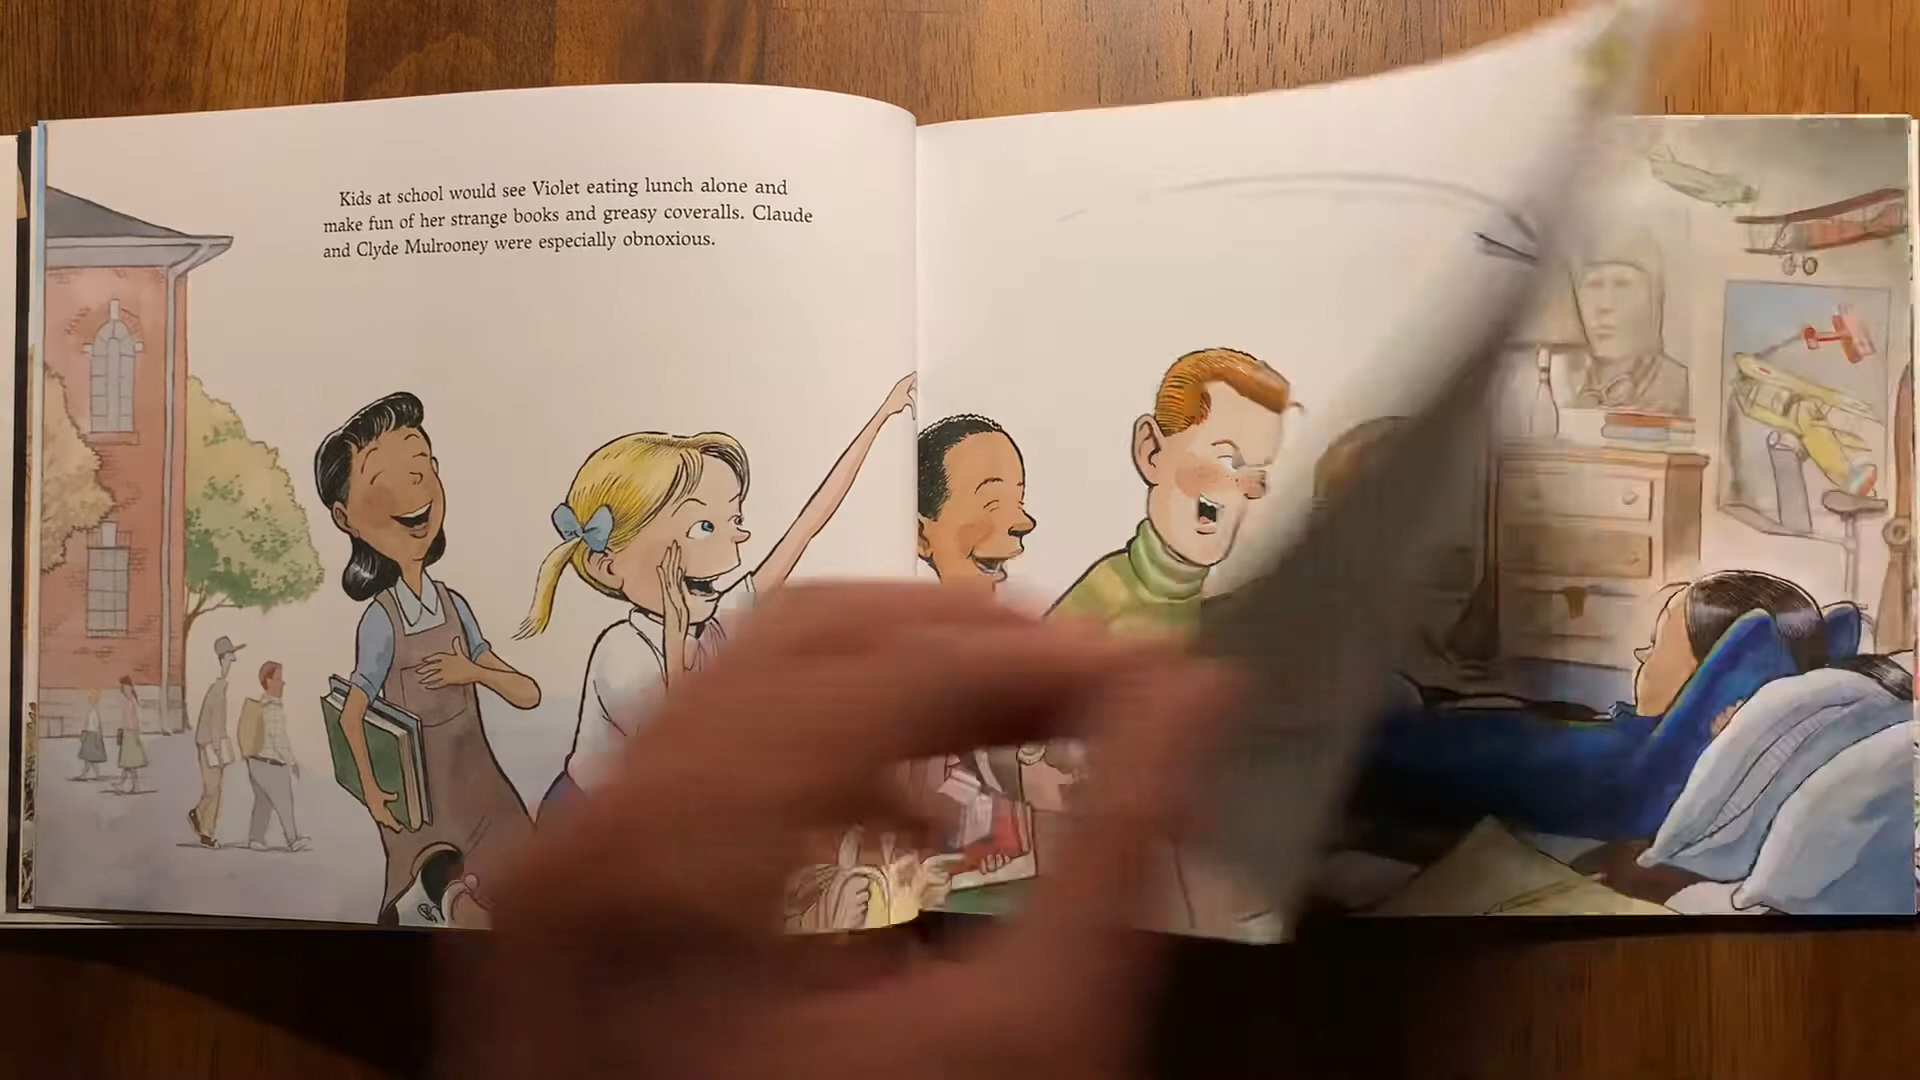 Kids at school would see Violet eating lunch alone and
make fun of her strange books and greasy coveralls. Claude
and Clyde Mulrooney were especially obnoxious.